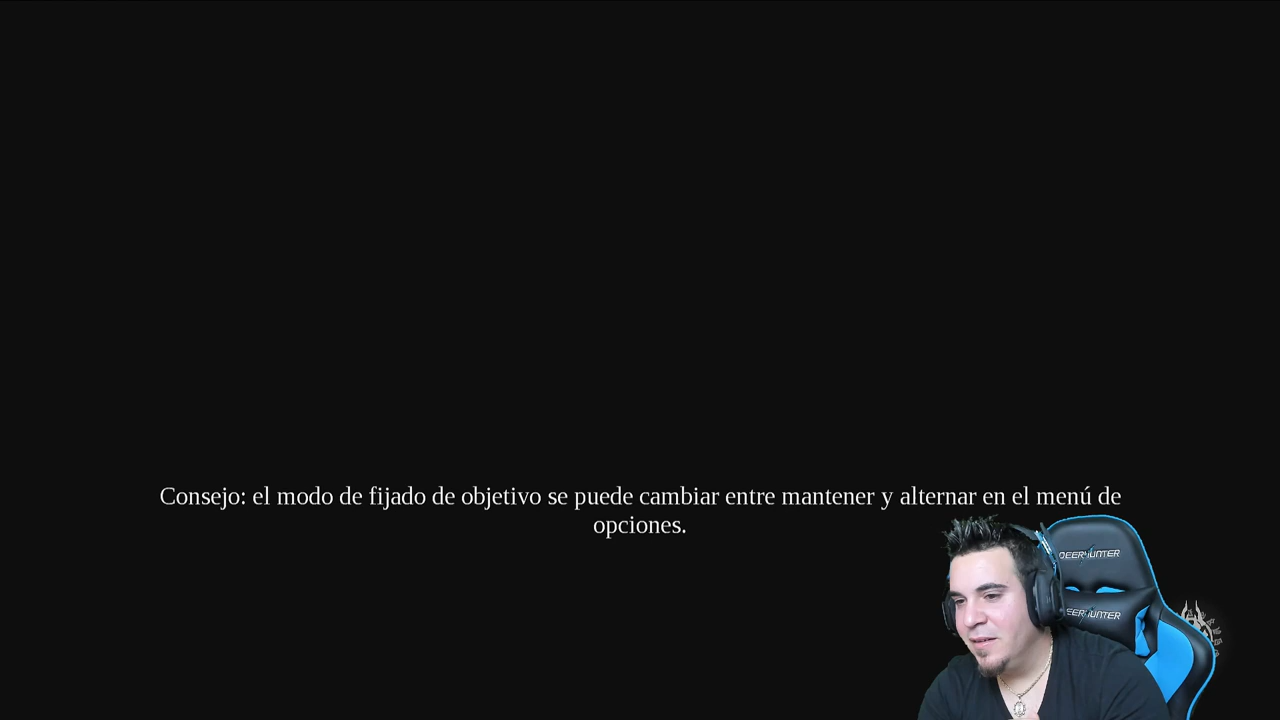 Consejo: el modo de fijado de objetivo se puede cambiar entre mantener y alternar en el menú de
opciones.
DEERHUNTER
DEERHUNTER